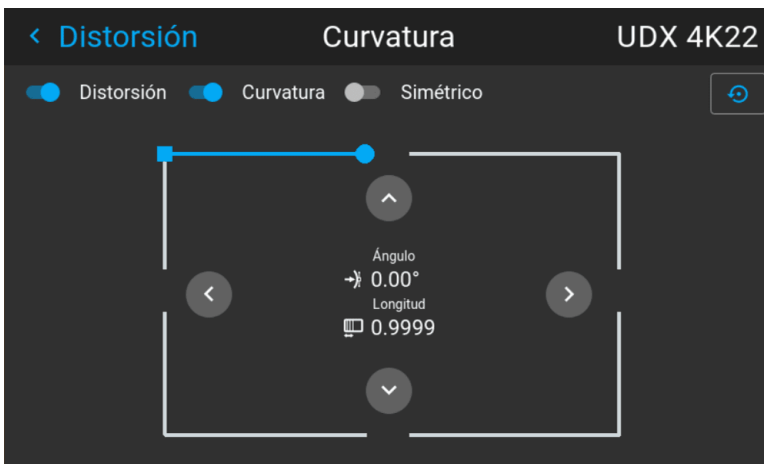 Distorsión
Curvatura
UDX 4K22
Distorsión
Curvatura
Simétrico
Ángulo
0.00°
Longitud
0.9999